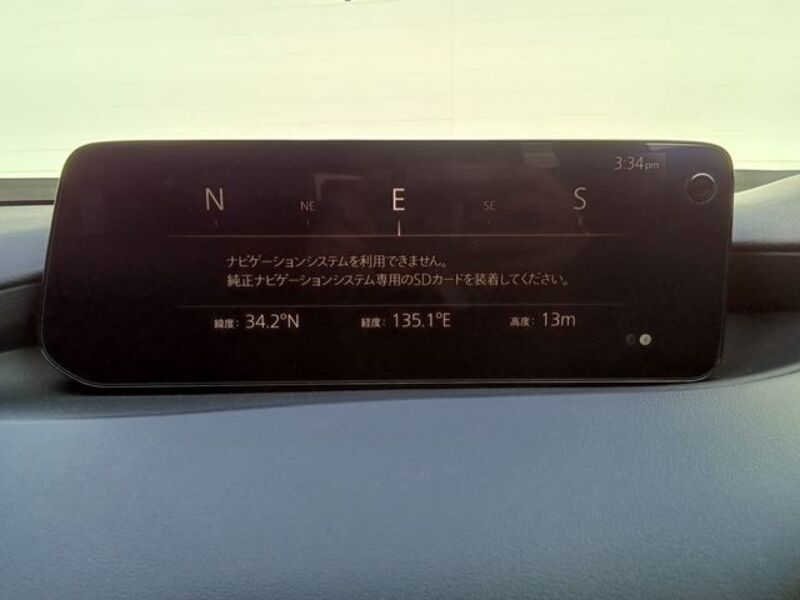 3:34pm
N NE E SE S
ナビゲーションシステムを利用できません。
純正ナビゲーションシステム専用のSDカードを装着してください。
緯度: 34.2°N 経度: 135.1°E 高度: 13m